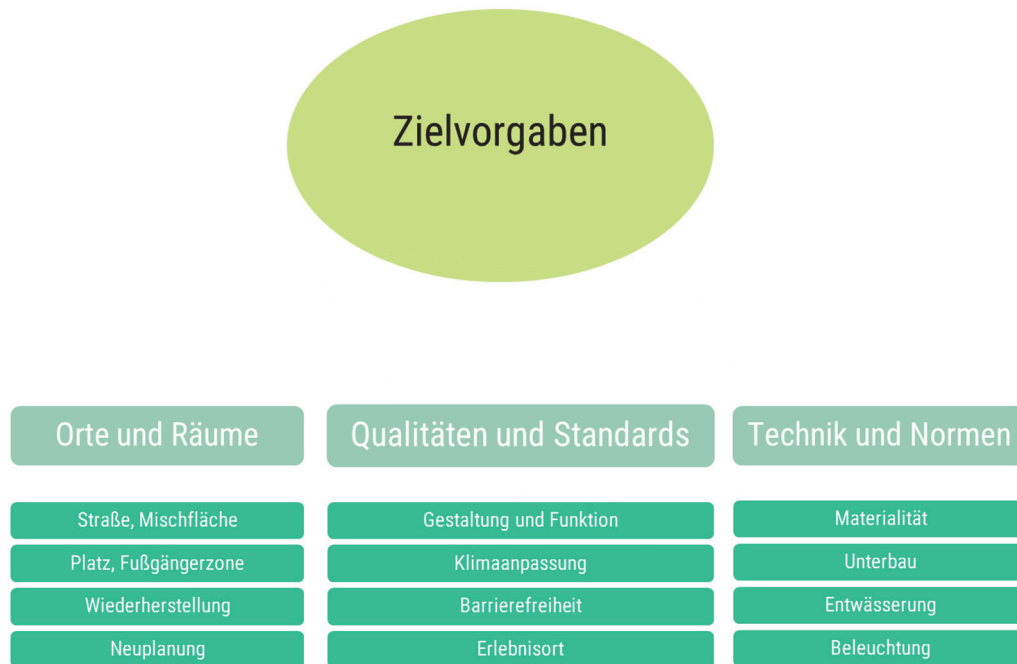 Zielvorgaben
Orte und Räume
Straße, Mischfläche
Platz, Fußgängerzone
Wiederherstellung
Neuplanung
Qualitäten und Standards
Gestaltung und Funktion
Klimaanpassung
Barrierefreiheit
Erlebnisort
Technik und Normen
Materialität
Unterbau
Entwässerung
Beleuchtung